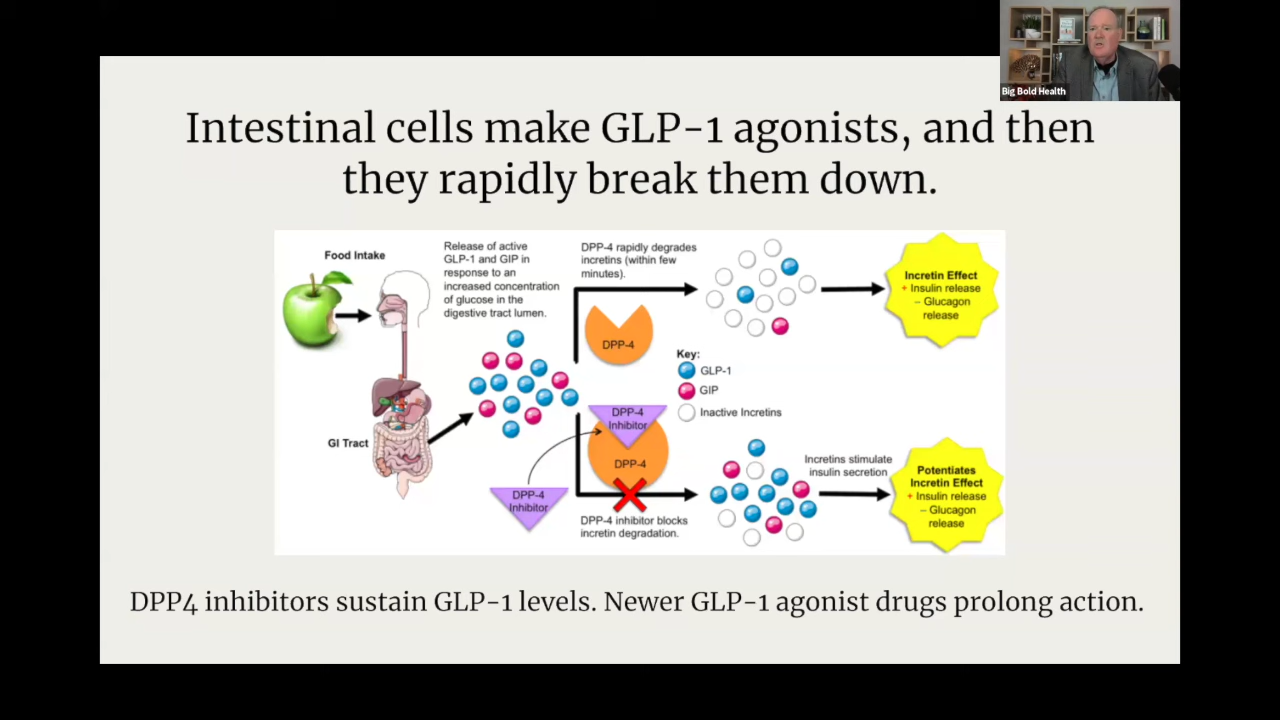 Big Bold Health
Intestinal cells make GLP-1 agonists, and then
they rapidly break them down.
Food Intake
GI Tract
Release of active
GLP-1 and GIP in
response to an
increased concentration
of glucose in the
digestive tract lumen.
DPP-4 rapidly degrades
incretins (within few
minutes).
DPP-4
Incretin Effect
+ Insulin release
– Glucagon
release
Key:
GLP-1
GIP
Inactive Incretins
DPP-4
Inhibitor
DPP-4
DPP-4
Inhibitor
DPP-4 inhibitor blocks
incretin degradation.
Incretins stimulate
insulin secretion
Potentiates
Incretin Effect
+ Insulin release
– Glucagon
release
DPP4 inhibitors sustain GLP-1 levels. Newer GLP-1 agonist drugs prolong action.